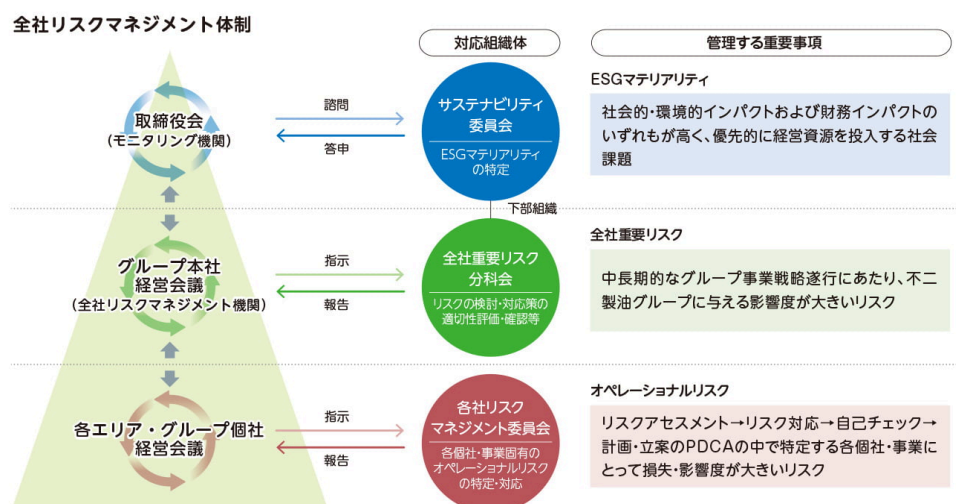 全社リスクマネジメント体制
対応組織体
管理する重要事項
取締役会
(モニタリング機関)
諮問
答申
サステナビリティ
委員会
ESGマテリアリティ
の特定
ESGマテリアリティ
社会的・環境的インパクトおよび財務インパクトの
いずれもが高く、優先的に経営資源を投入する社会
課題
下部組織
グループ本社
経営会議
(全社リスクマネジメント機関)
指示
報告
全社重要リスク
分科会
リスクの検討・対応策の
適切性評価・確認等
全社重要リスク
中長期的なグループ事業戦略遂行にあたり、不二
製油グループに与える影響度が大きいリスク
各エリア・グループ個社
経営会議
指示
報告
各社リスク
マネジメント委員会
各個社・事業固有の
オペレーショナルリスク
の特定・対応
オペレーショナルリスク
リスクアセスメント→リスク対応→自己チェック→
計画・立案のPDCAの中で特定する各個社・事業に
とって損失・影響度が大きいリスク